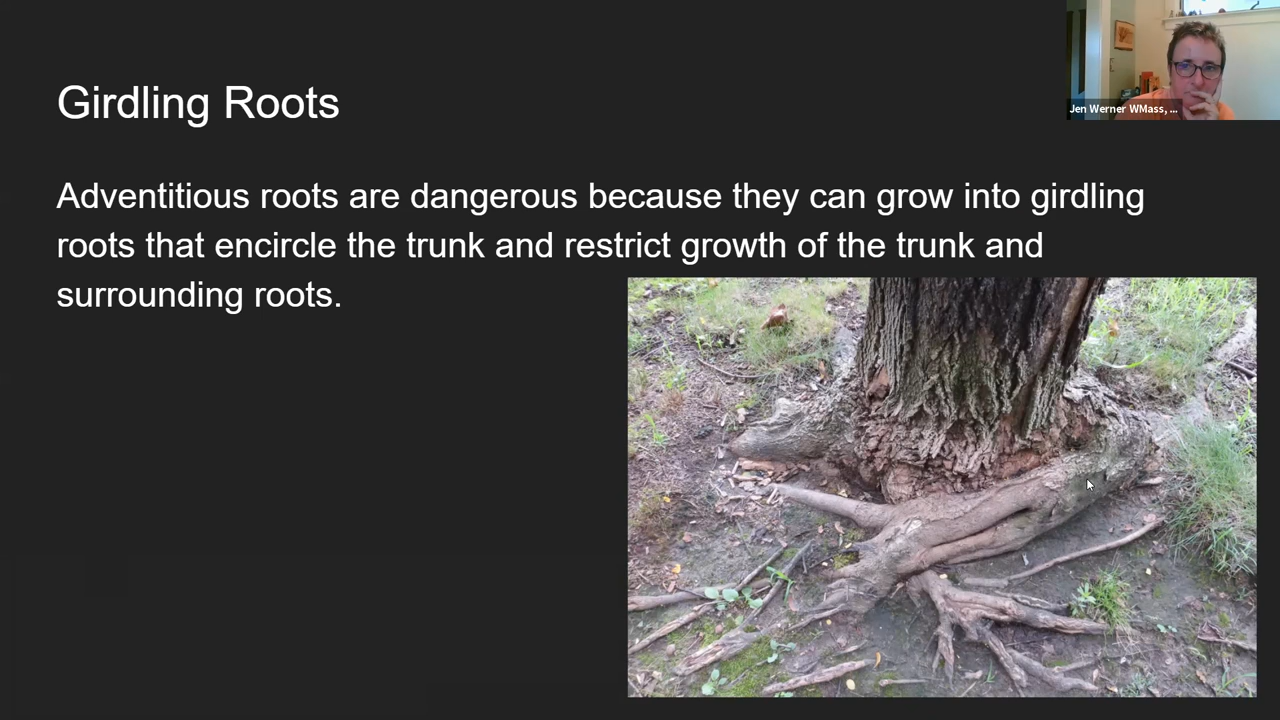 Jen Werner WMass, ...
Girdling Roots
Adventitious roots are dangerous because they can grow into girdling
roots that encircle the trunk and restrict growth of the trunk and
surrounding roots.